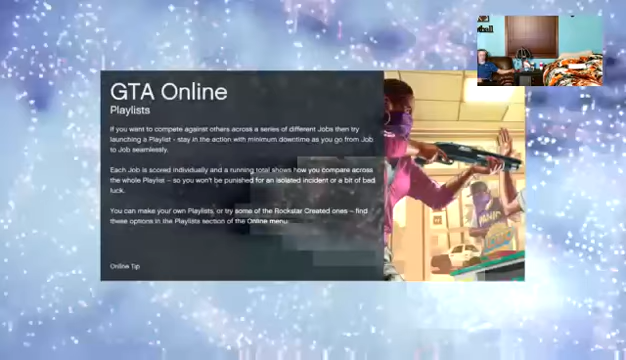 GTA Online
Playlists
If you want to compete against others across a series of different Jobs then try
launching a Playlist - stay in the action with minimum downtime as you go from Job
to Job seamlessly.
Each Job is scored individually and a running total shows how you compare across
the whole Playlist – so you won't be punished for an isolated incident or a bit of bad
luck.
You can make your own Playlists, or try some of the Rockstar Created ones – find
these options in the Playlists section of the Online menu.
PANIC
Online Tip